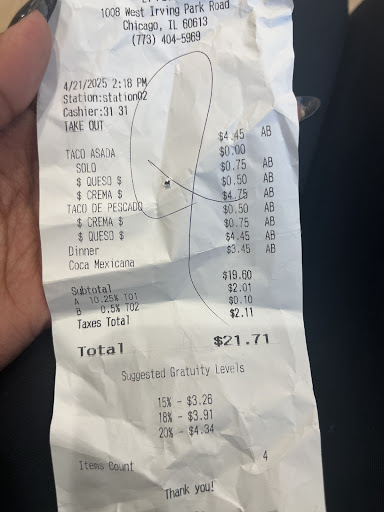 1008 West Irving Park Road
Chicago, IL 60613
(773) 404-5969
4/21/2025 2:18 PM
Station:station02
Cashier:31 31
TAKE OUT
TACO ASADA $4.45 AB
SOLO $0.00
$ QUESO $ $0.75 AB
$ CREMA $ $0.50 AB
TACO DE PESCADO $4.75 AB
$ CREMA $ $0.50 AB
$ QUESO $ $0.75 AB
Dinner $4.45 AB
Coca Mexicana $3.45 AB
Subtotal $19.60
A 10.25% T01 $2.01
B 0.5% T02 $0.10
Taxes Total $2.11
Total $21.71
Suggested Gratuity Levels
15% - $3.26
18% - $3.91
20% - $4.34
Items Count 4
Thank you!